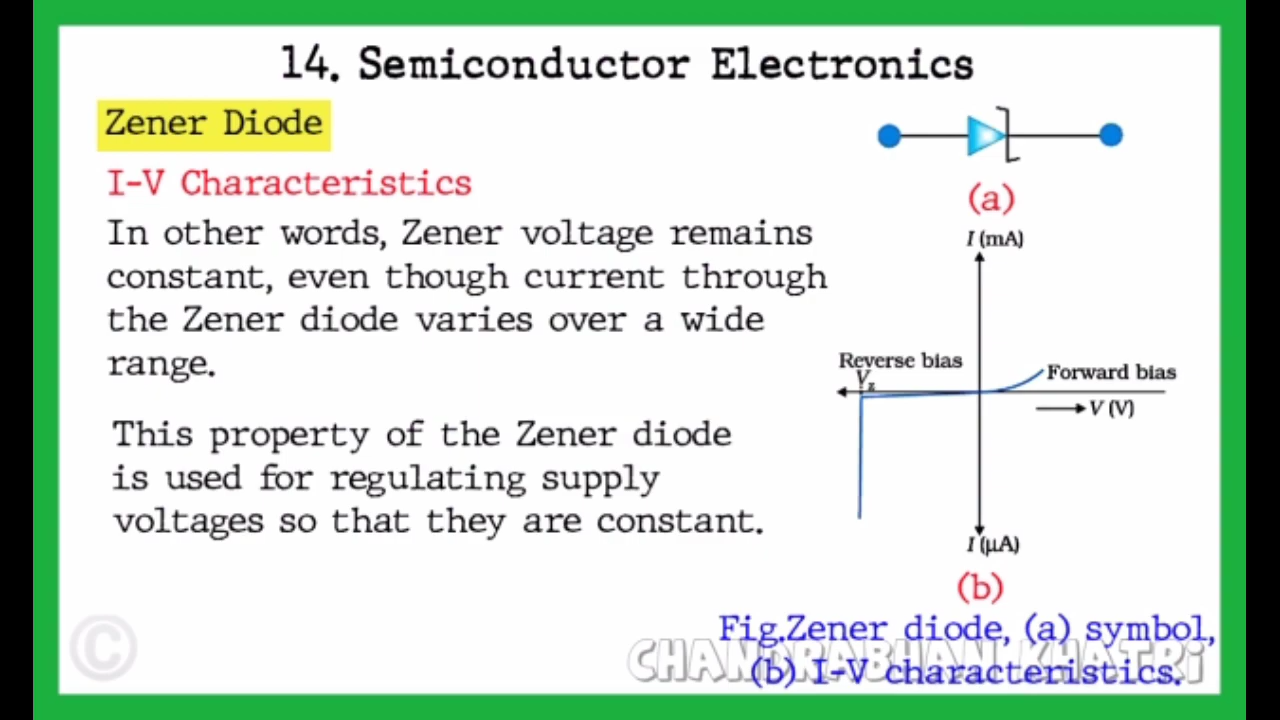 14. Semiconductor Electronics
Zener Diode
I-V Characteristics
In other words, Zener voltage remains
constant, even though current through
the Zener diode varies over a wide
range.
This property of the Zener diode
is used for regulating supply
voltages so that they are constant.
(a)
I (mA)
Reverse bias
Vz
Forward bias
V (V)
I (μA)
(b)
Fig.Zener diode, (a) symbol,
(b) I-V characteristics.
©
CHANDRABHAN KHATRI